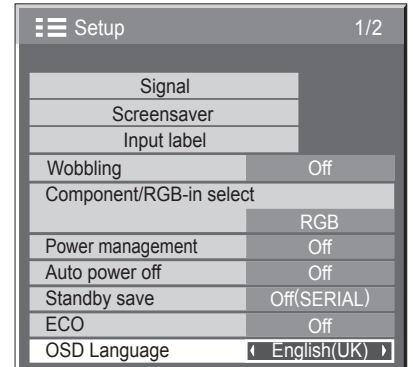 Setup 1/2
Signal
Screensaver
Input label
Wobbling Off
Component/RGB-in select
RGB
Power management Off
Auto power off Off
Standby save Off(SERIAL)
ECO Off
OSD Language English(UK)